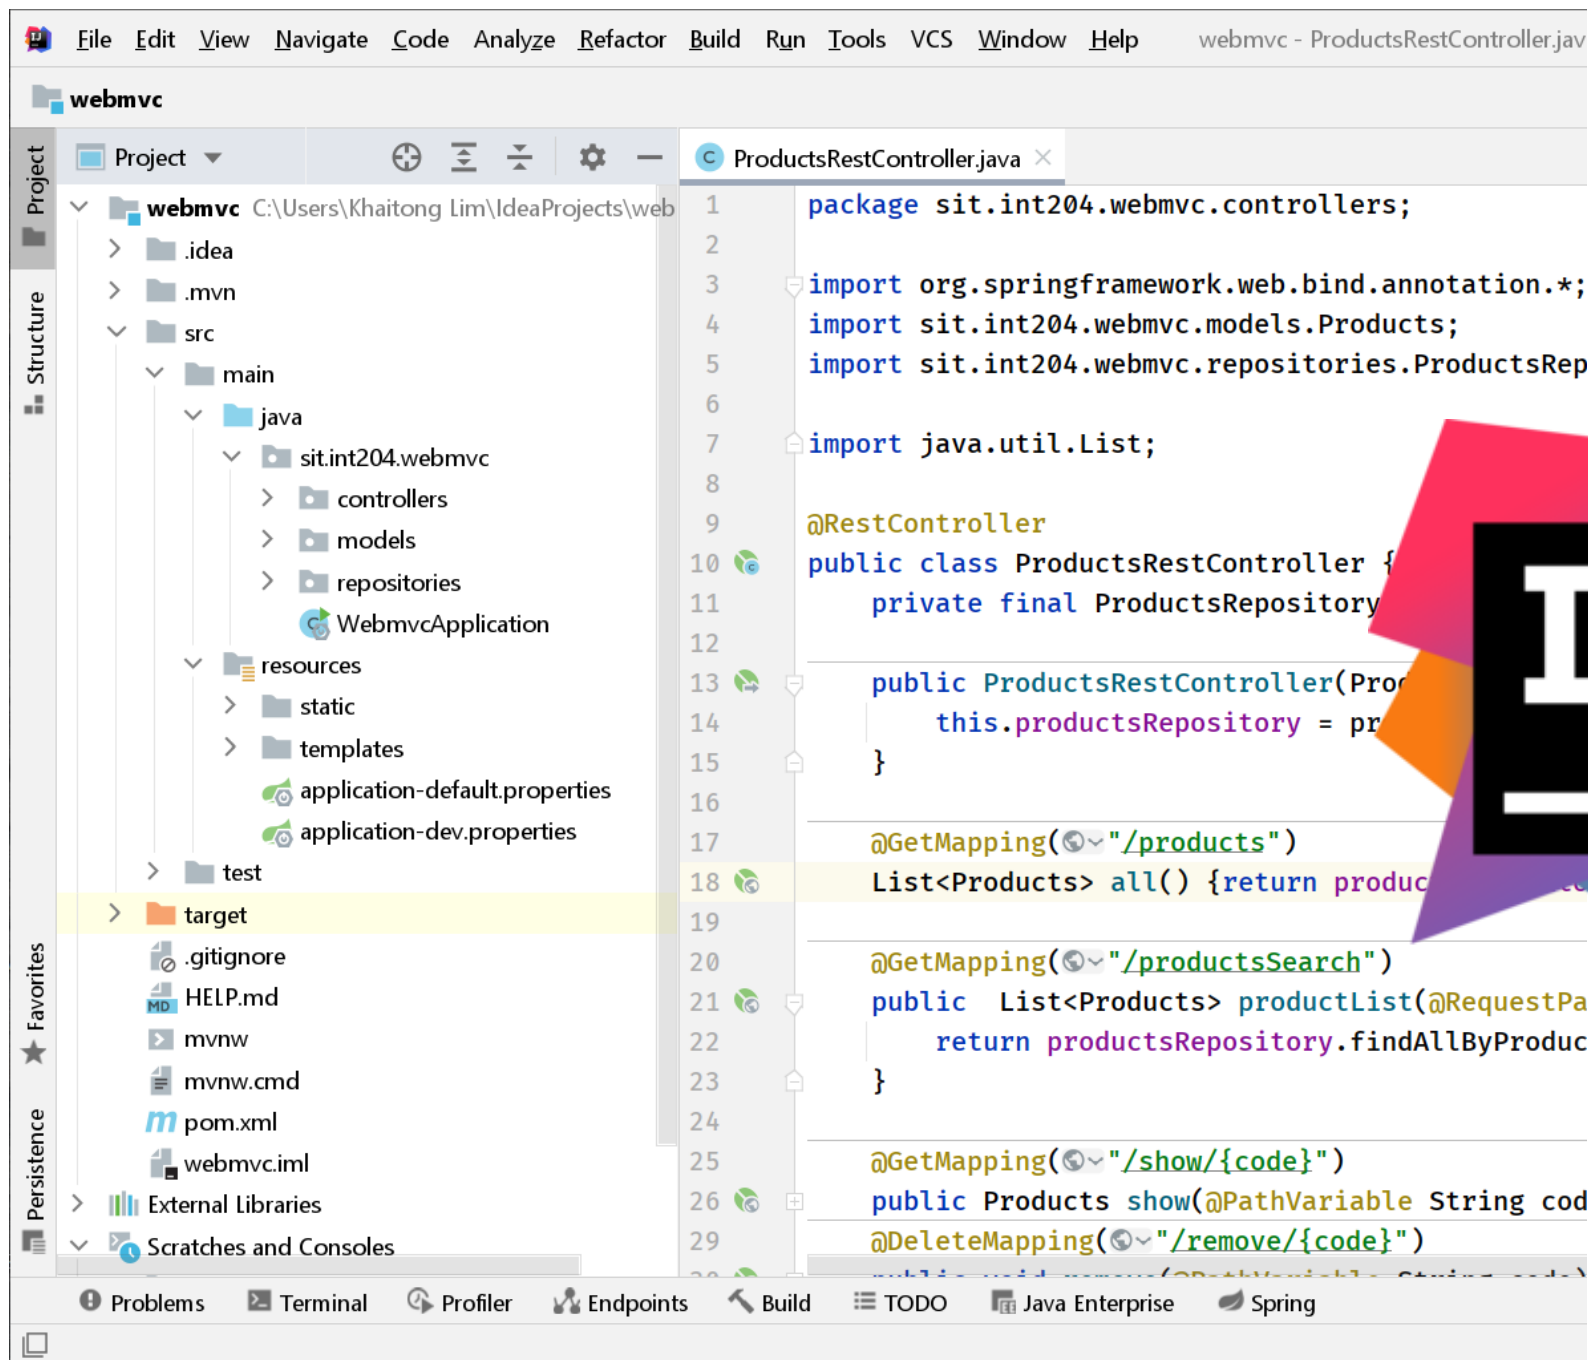 File Edit View Navigate Code Analyze Refactor Build Run Tools VCS Window Help webmvc - ProductsRestController.jav
webmvc
Project
Structure
Favorites
Persistence
Project
webmvc C:\Users\Khaitong Lim\IdeaProjects\web
.idea
.mvn
src
main
java
sit.int204.webmvc
controllers
models
repositories
WebmvcApplication
resources
static
templates
application-default.properties
application-dev.properties
test
target
.gitignore
HELP.md
mvnw
mvnw.cmd
pom.xml
webmvc.iml
External Libraries
Scratches and Consoles
ProductsRestController.java
1 package sit.int204.webmvc.controllers;
2
3 import org.springframework.web.bind.annotation.*;
4 import sit.int204.webmvc.models.Products;
5 import sit.int204.webmvc.repositories.ProductsRep
6
7 import java.util.List;
8
9 @RestController
10 public class ProductsRestController {
11 private final ProductsRepository
12
13 public ProductsRestController(Prod
14 this.productsRepository = pr
15 }
16
17 @GetMapping("/products")
18 List<Products> all() {return produc
19
20 @GetMapping("/productsSearch")
21 public List<Products> productList(@RequestPa
22 return productsRepository.findAllByProduc
23 }
24
25 @GetMapping("/show/{code}")
26 public Products show(@PathVariable String cod
29 @DeleteMapping("/remove/{code}")
30 public void remove(@PathVariable String code)
Problems Terminal Profiler Endpoints Build TODO Java Enterprise Spring